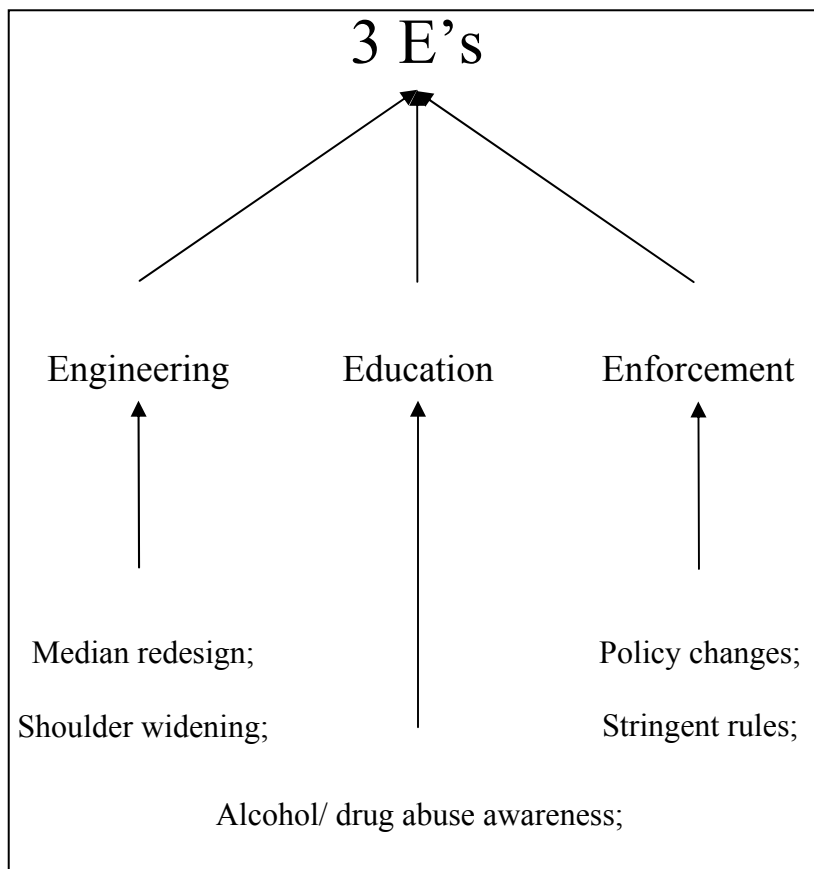 3 E’s
Engineering
Education
Enforcement
Median redesign;
Policy changes;
Shoulder widening;
Stringent rules;
Alcohol/ drug abuse awareness;